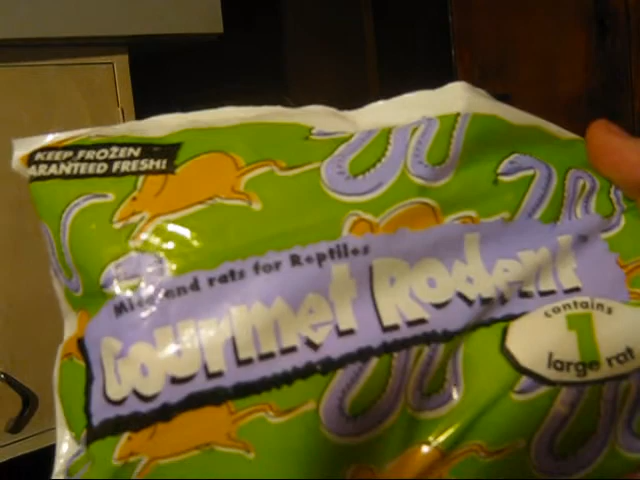 KEEP FROZEN
ARANTEED FRESH!
Mice and rats for Reptiles
Gourmet Rodent
contains
1
large rat